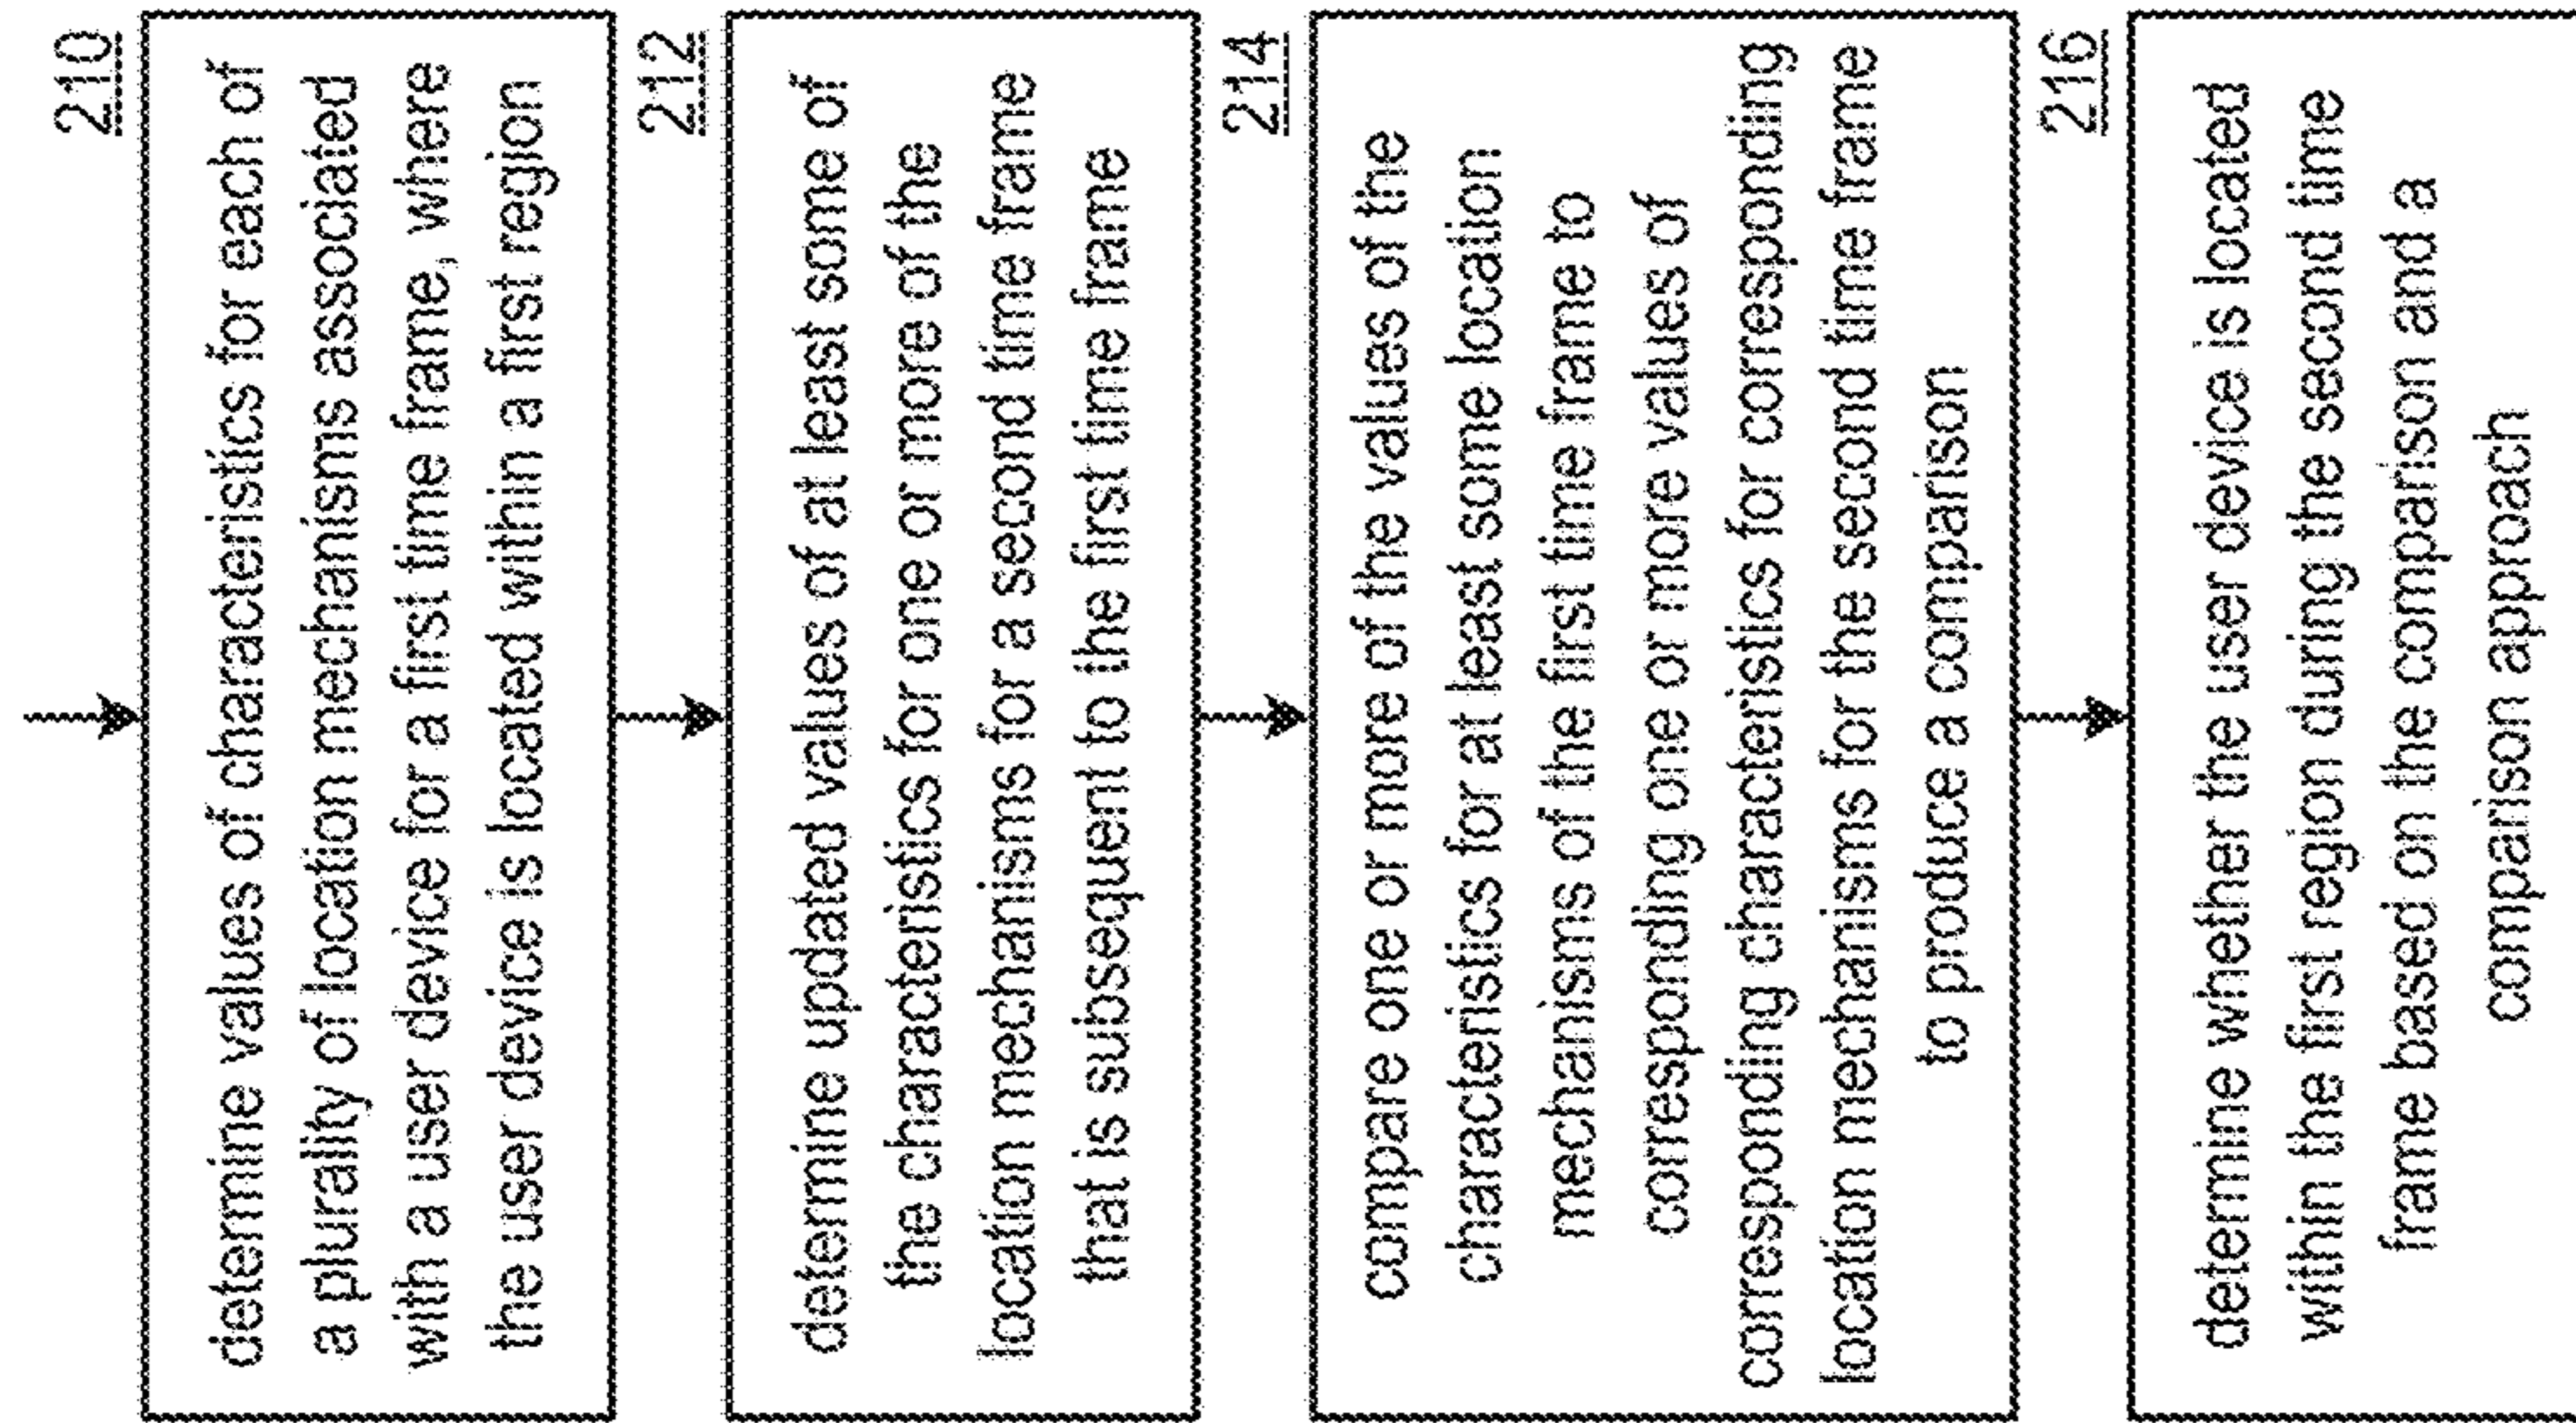 210
determine values of characteristics for each of
a plurality of location mechanisms associated
with a user device for a first time frame, where
the user device is located within a first region
212
determine updated values of at least some of
the characteristics for one or more of the
location mechanisms for a second time frame
that is subsequent to the first time frame
214
compare one or more of the values of the
characteristics for at least some location
mechanisms of the first time frame to
corresponding one or more values of
corresponding characteristics for corresponding
location mechanisms for the second time frame
to produce a comparison
216
determine whether the user device is located
within the first region during the second time
frame based on the comparison and a
comparison approach